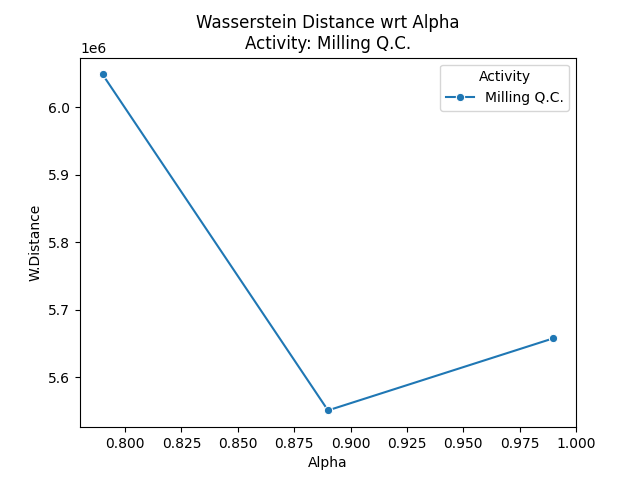 Wasserstein Distance wrt Alpha
Activity: Milling Q.C.
1e6
Activity
Milling Q.C.
6.0
5.9
5.8
5.7
5.6
W.Distance
0.800 0.825 0.850 0.875 0.900 0.925 0.950 0.975 1.000
Alpha